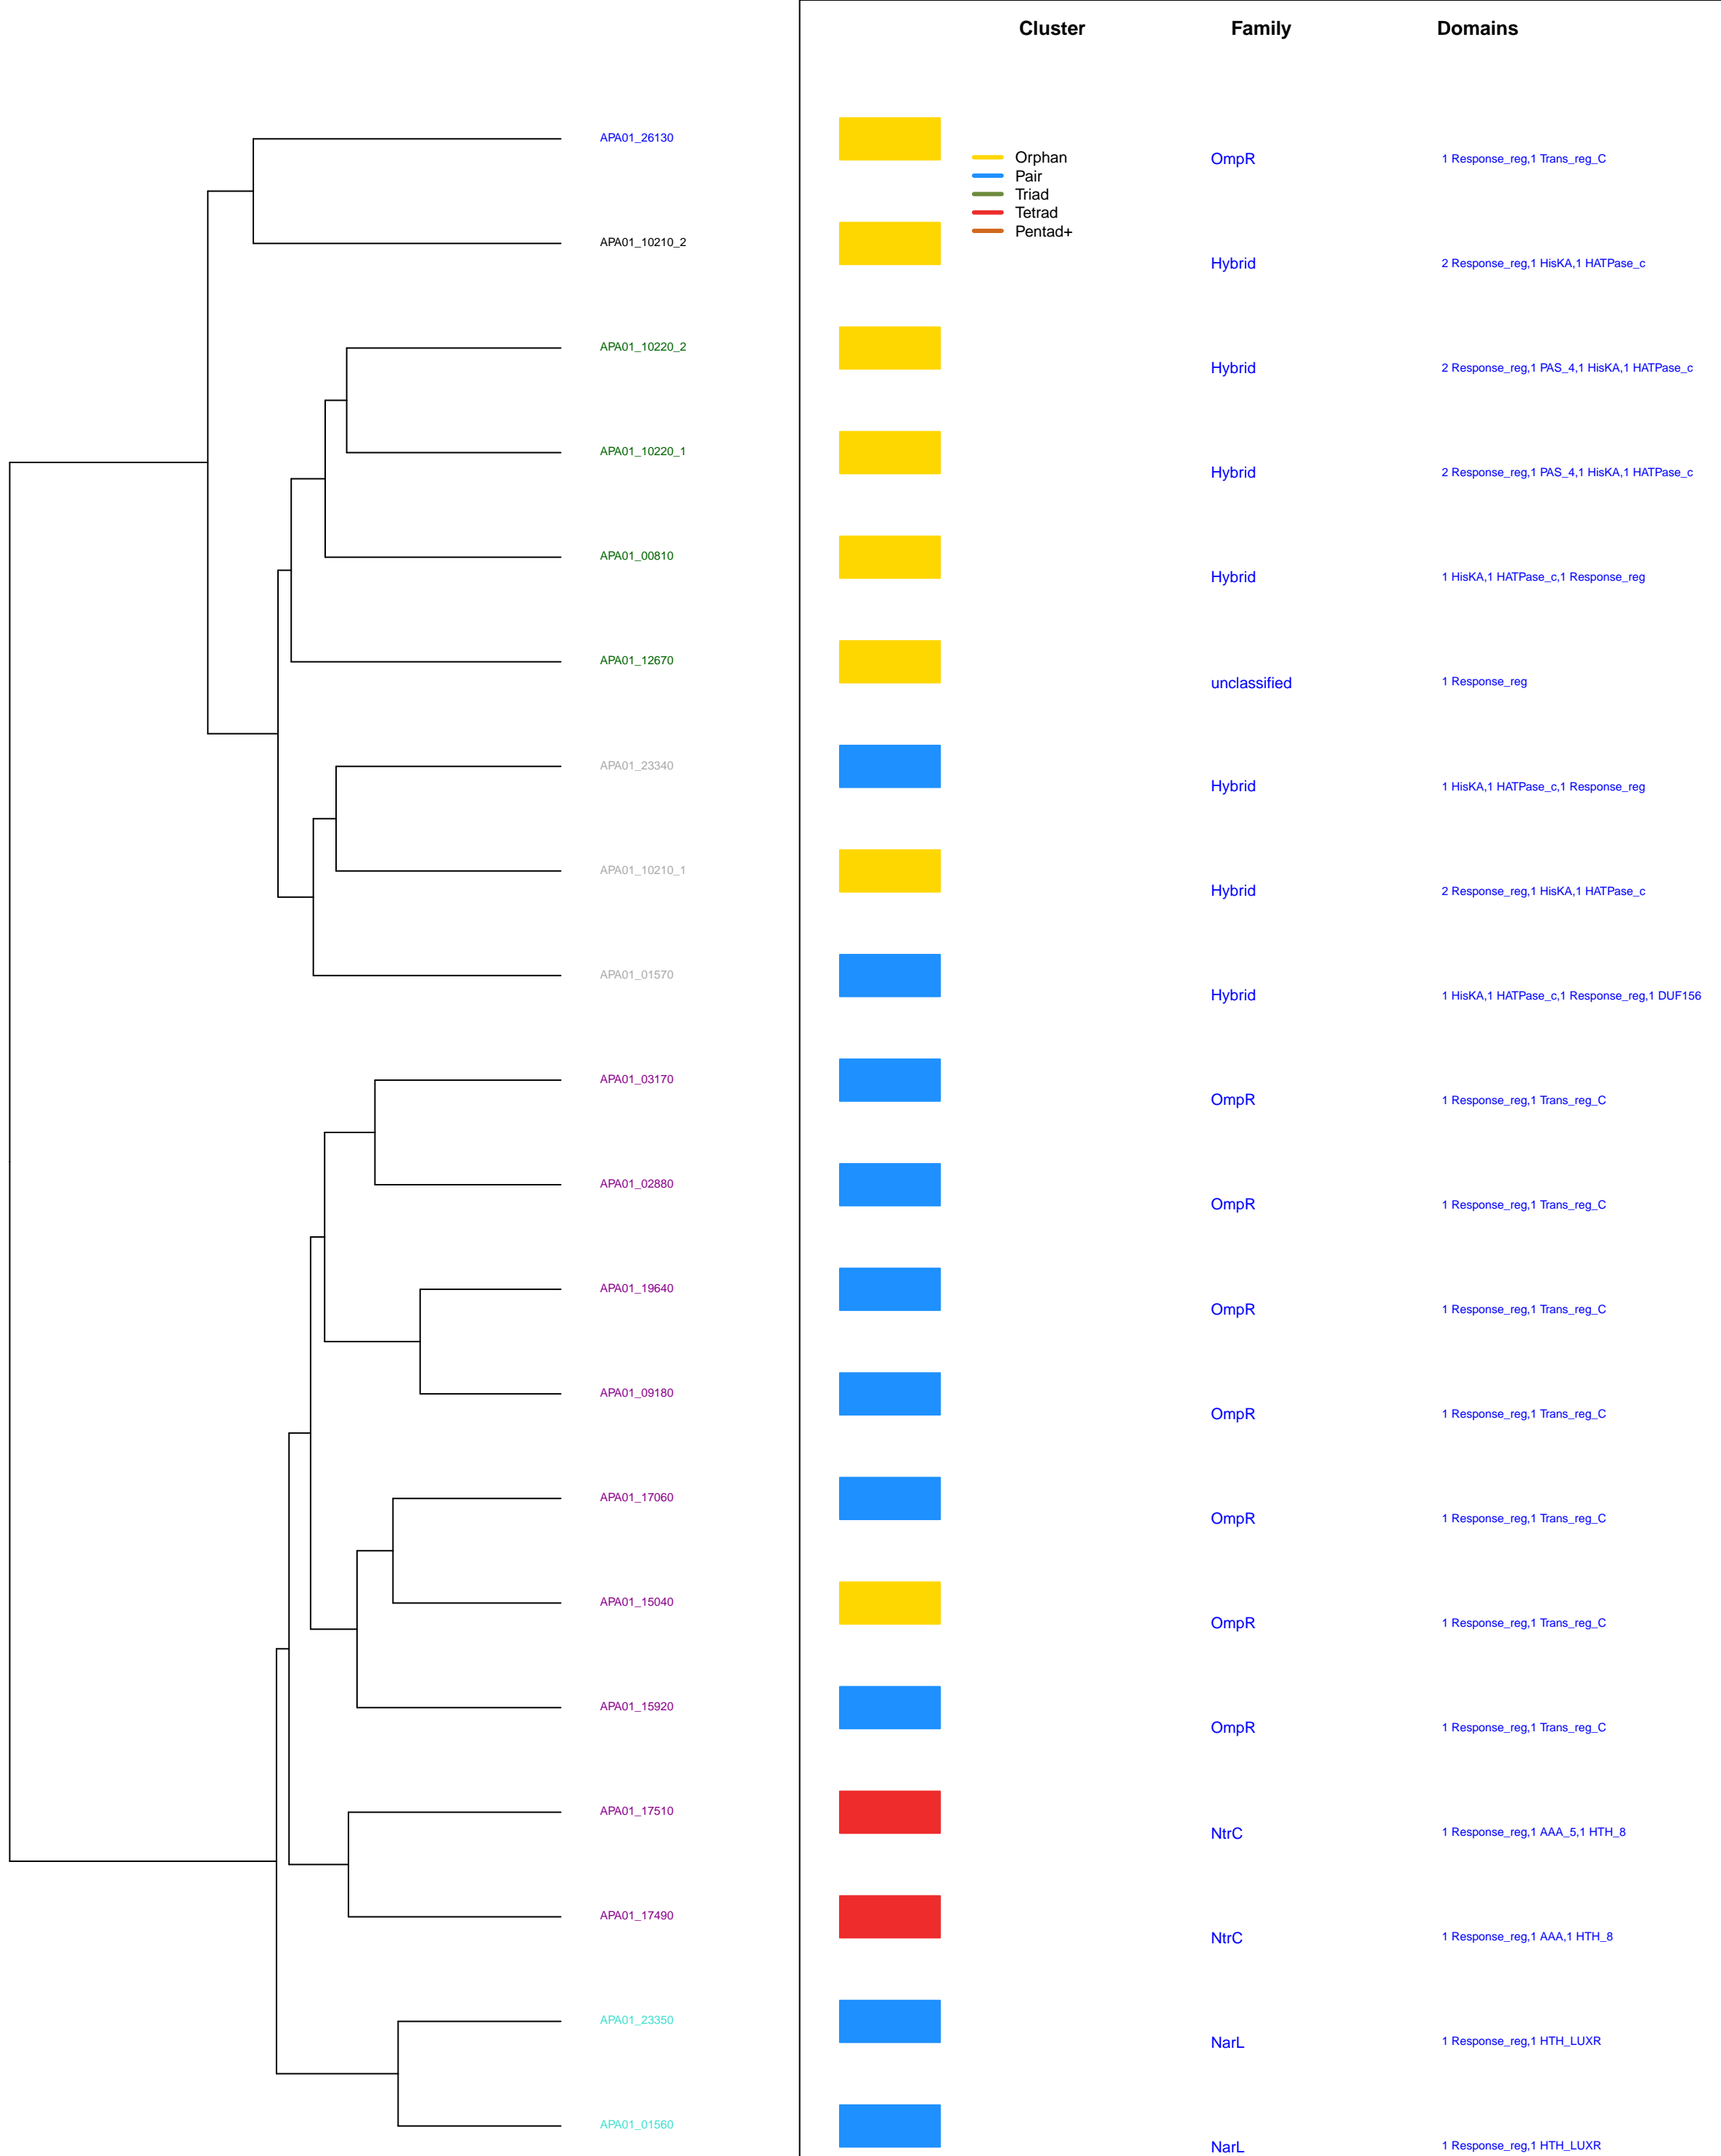 Cluster Family Domains
APA01_26130
Orphan
OmpR
1 Response_reg,1 Trans_reg_C
Pair
Triad
Tetrad
Pentad+
APA01_10210_2
Hybrid
2 Response_reg,1 HisKA,1 HATPase_c
APA01_10220_2
Hybrid
2 Response_reg,1 PAS_4,1 HisKA,1 HATPase_c
APA01_10220_1
Hybrid
2 Response_reg,1 PAS_4,1 HisKA,1 HATPase_c
APA01_00810
Hybrid
1 HisKA,1 HATPase_c,1 Response_reg
APA01_12670
unclassified
1 Response_reg
APA01_23340
Hybrid
1 HisKA,1 HATPase_c,1 Response_reg
APA01_10210_1
Hybrid
2 Response_reg,1 HisKA,1 HATPase_c
APA01_01570
Hybrid
1 HisKA,1 HATPase_c,1 Response_reg,1 DUF156
APA01_03170
OmpR
1 Response_reg,1 Trans_reg_C
APA01_02880
OmpR
1 Response_reg,1 Trans_reg_C
APA01_19640
OmpR
1 Response_reg,1 Trans_reg_C
APA01_09180
OmpR
1 Response_reg,1 Trans_reg_C
APA01_17060
OmpR
1 Response_reg,1 Trans_reg_C
APA01_15040
OmpR
1 Response_reg,1 Trans_reg_C
APA01_15920
OmpR
1 Response_reg,1 Trans_reg_C
APA01_17510
NtrC
1 Response_reg,1 AAA_5,1 HTH_8
APA01_17490
NtrC
1 Response_reg,1 AAA,1 HTH_8
APA01_23350
NarL
1 Response_reg,1 HTH_LUXR
APA01_01560
NarL
1 Response_reg,1 HTH_LUXR